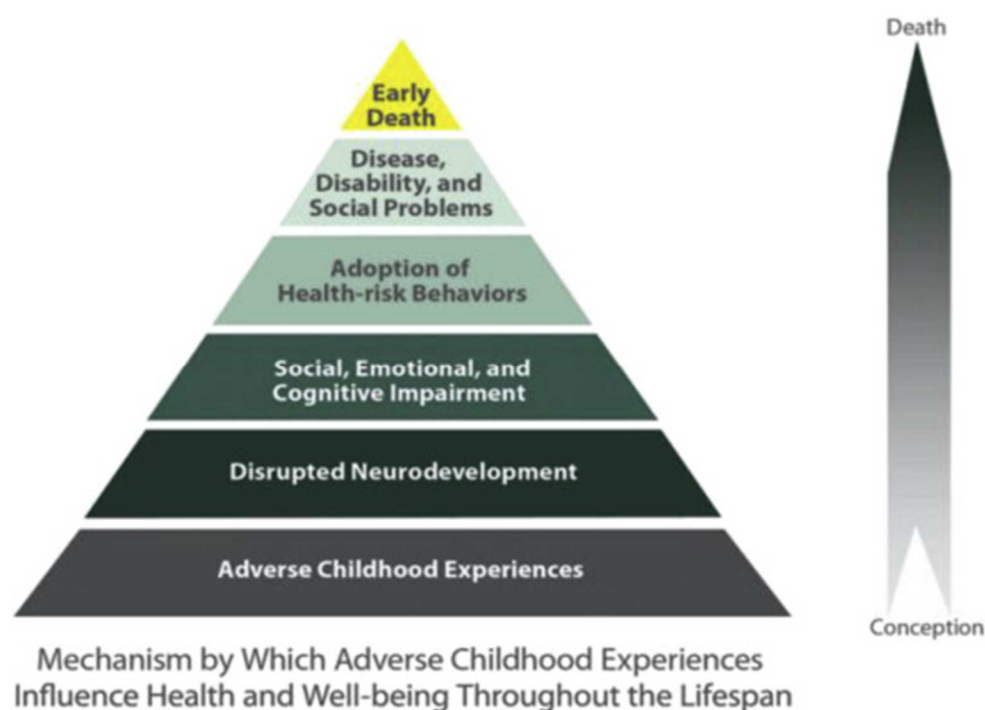 Death
Early
Death
Disease,
Disability, and
Social Problems
Adoption of
Health-risk Behaviors
Social, Emotional, and
Cognitive Impairment
Disrupted Neurodevelopment
Adverse Childhood Experiences
Conception
Mechanism by Which Adverse Childhood Experiences
Influence Health and Well-being Throughout the Lifespan